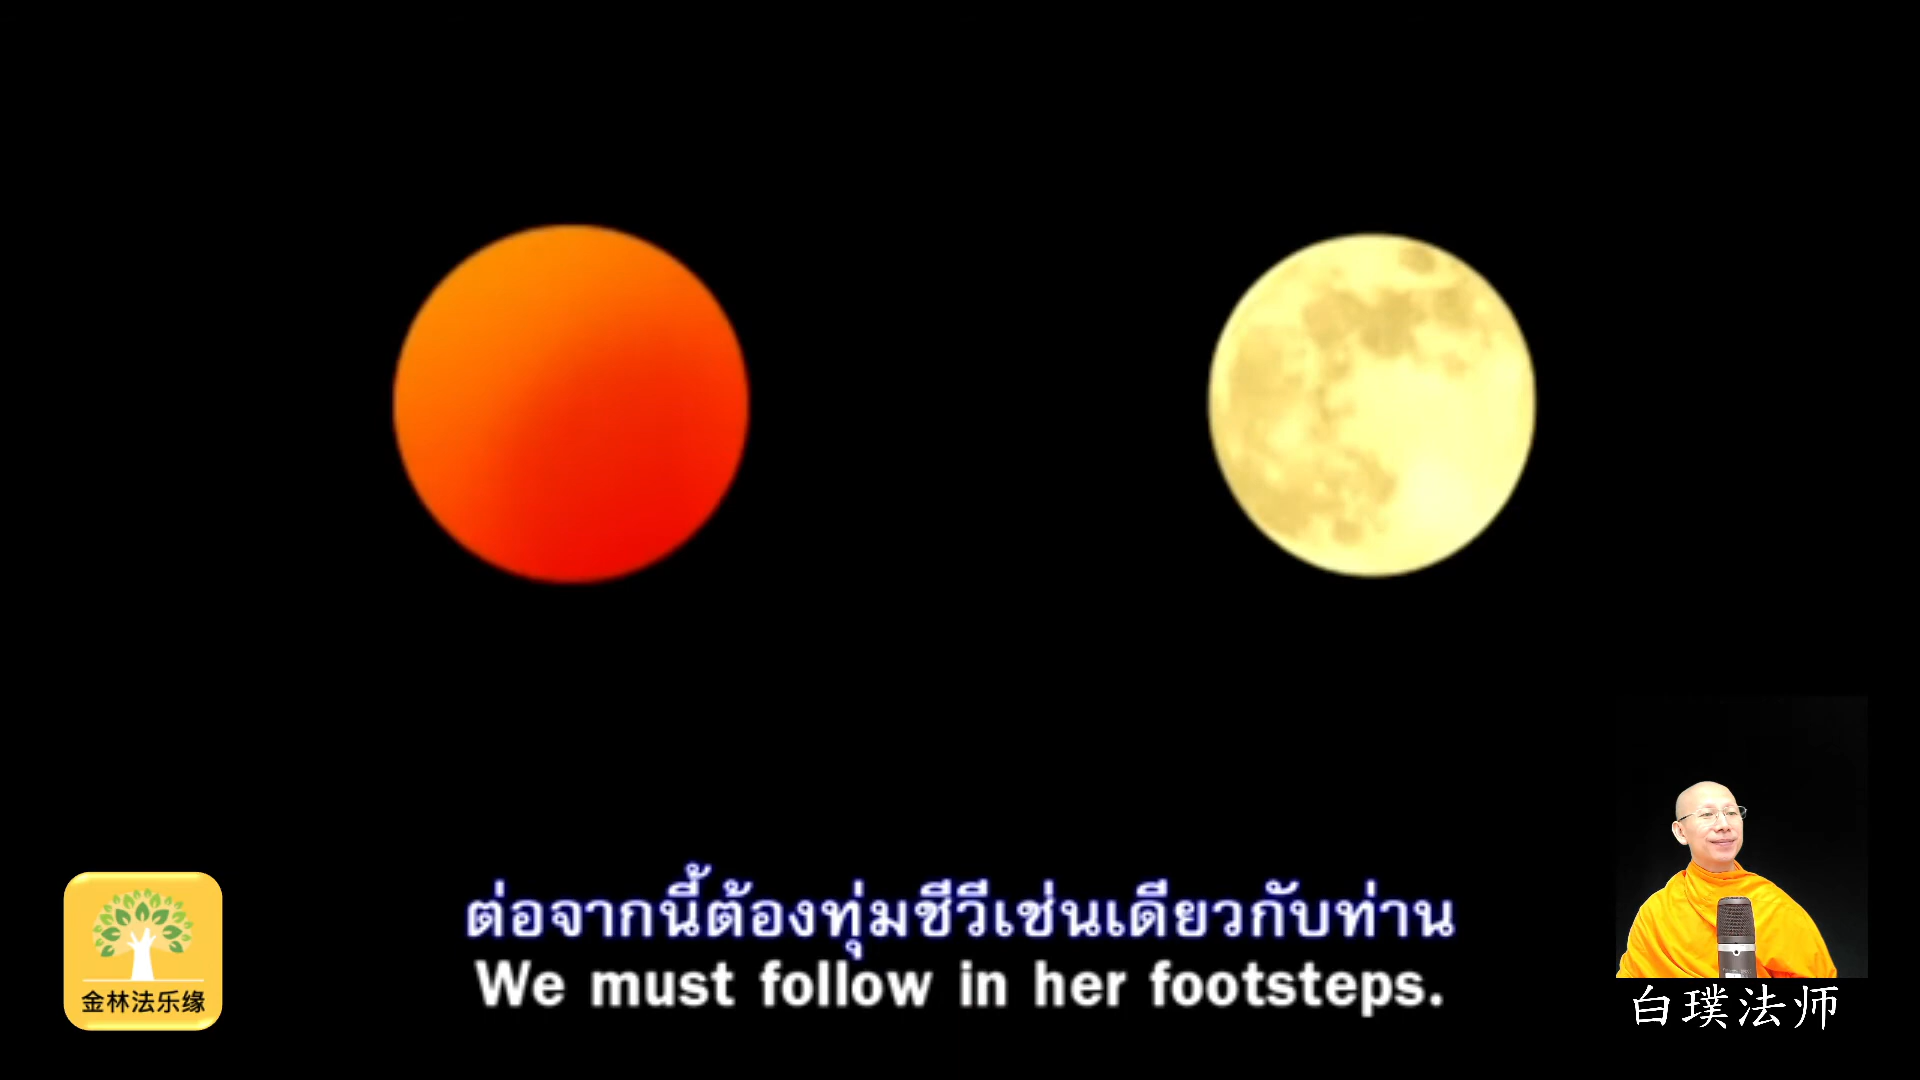 ต่อจากนี้ต้องทุ่มชีวีเช่นเดียวกับท่าน
We must follow in her footsteps.
金林法乐缘
白璞法师